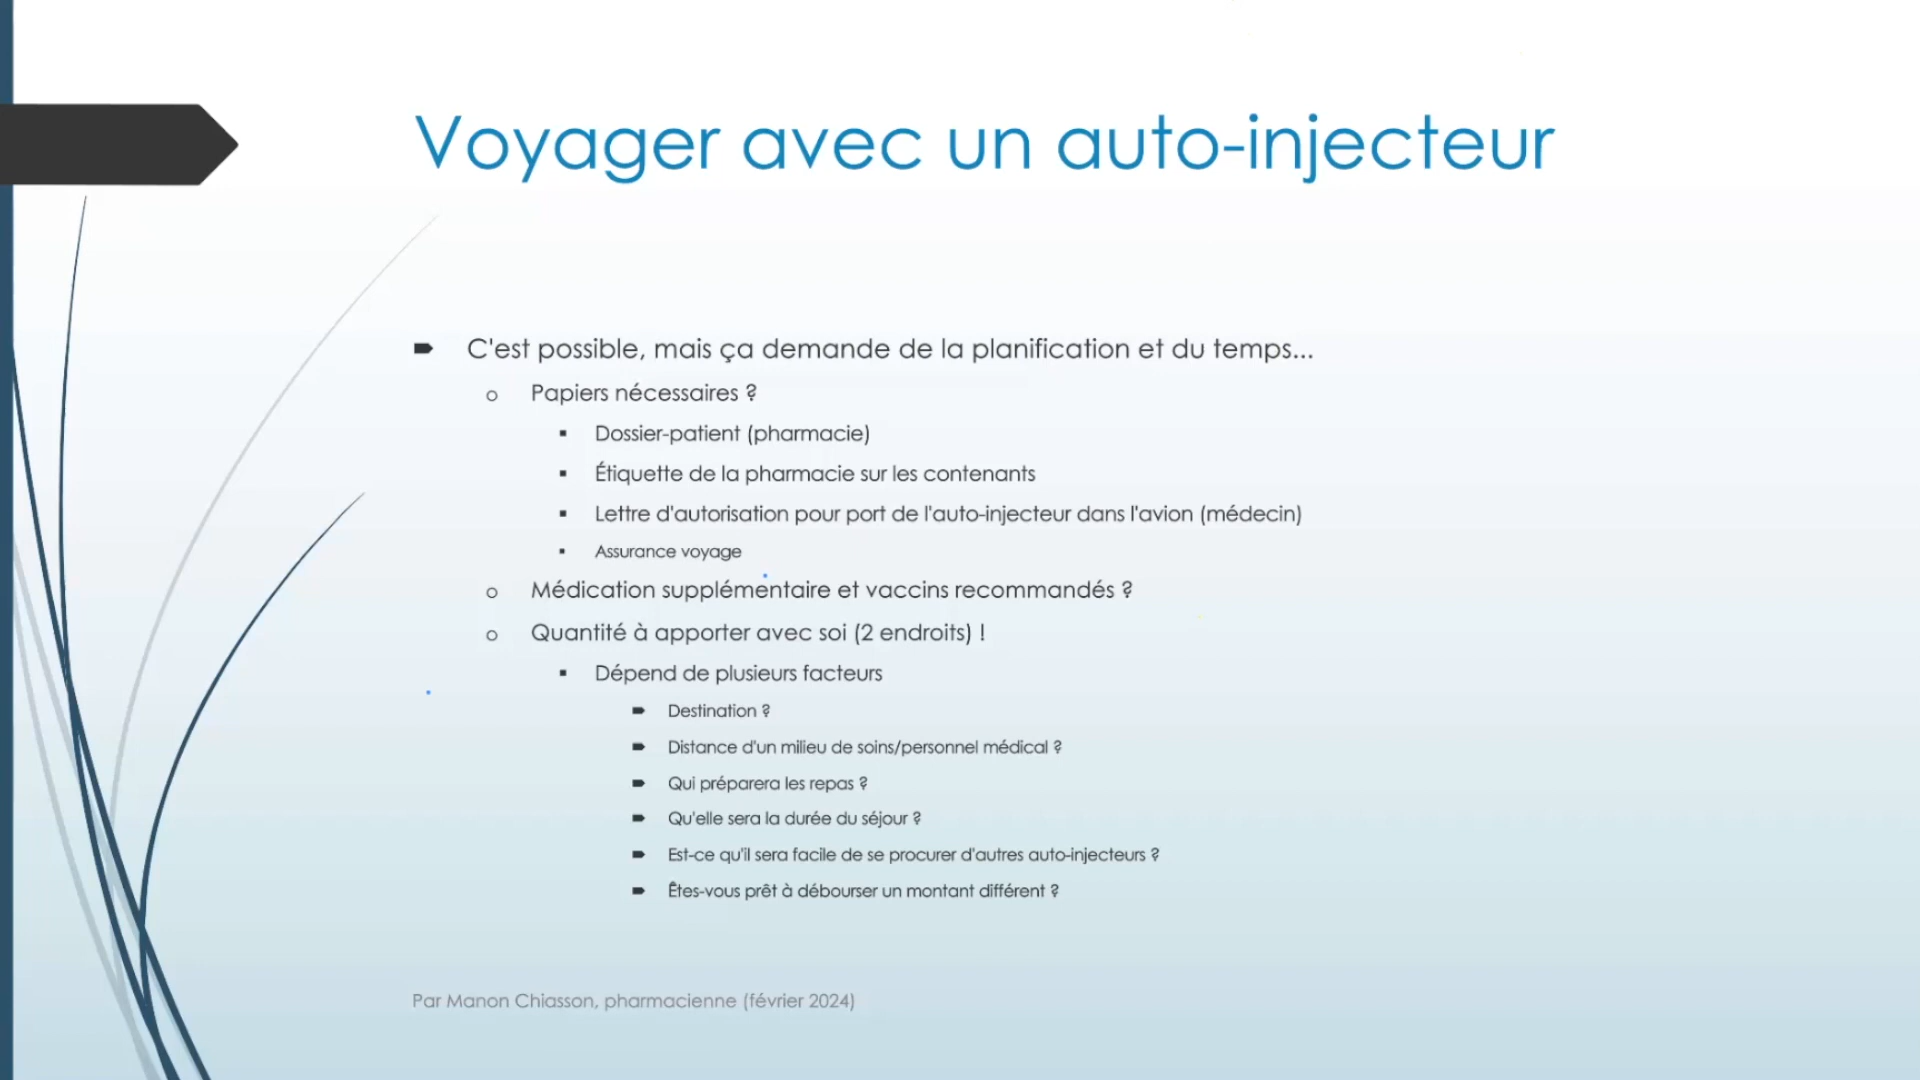 Voyager avec un auto-injecteur
C'est possible, mais ça demande de la planification et du temps...
Papiers nécessaires ?
Dossier-patient (pharmacie)
Étiquette de la pharmacie sur les contenants
Lettre d'autorisation pour port de l'auto-injecteur dans l'avion (médecin)
Assurance voyage
Médication supplémentaire et vaccins recommandés ?
Quantité à apporter avec soi (2 endroits) !
Dépend de plusieurs facteurs
Destination ?
Distance d'un milieu de soins/personnel médical ?
Qui préparera les repas ?
Qu'elle sera la durée du séjour ?
Est-ce qu'il sera facile de se procurer d'autres auto-injecteurs ?
Êtes-vous prêt à débourser un montant différent ?
Par Manon Chiasson, pharmacienne (février 2024)